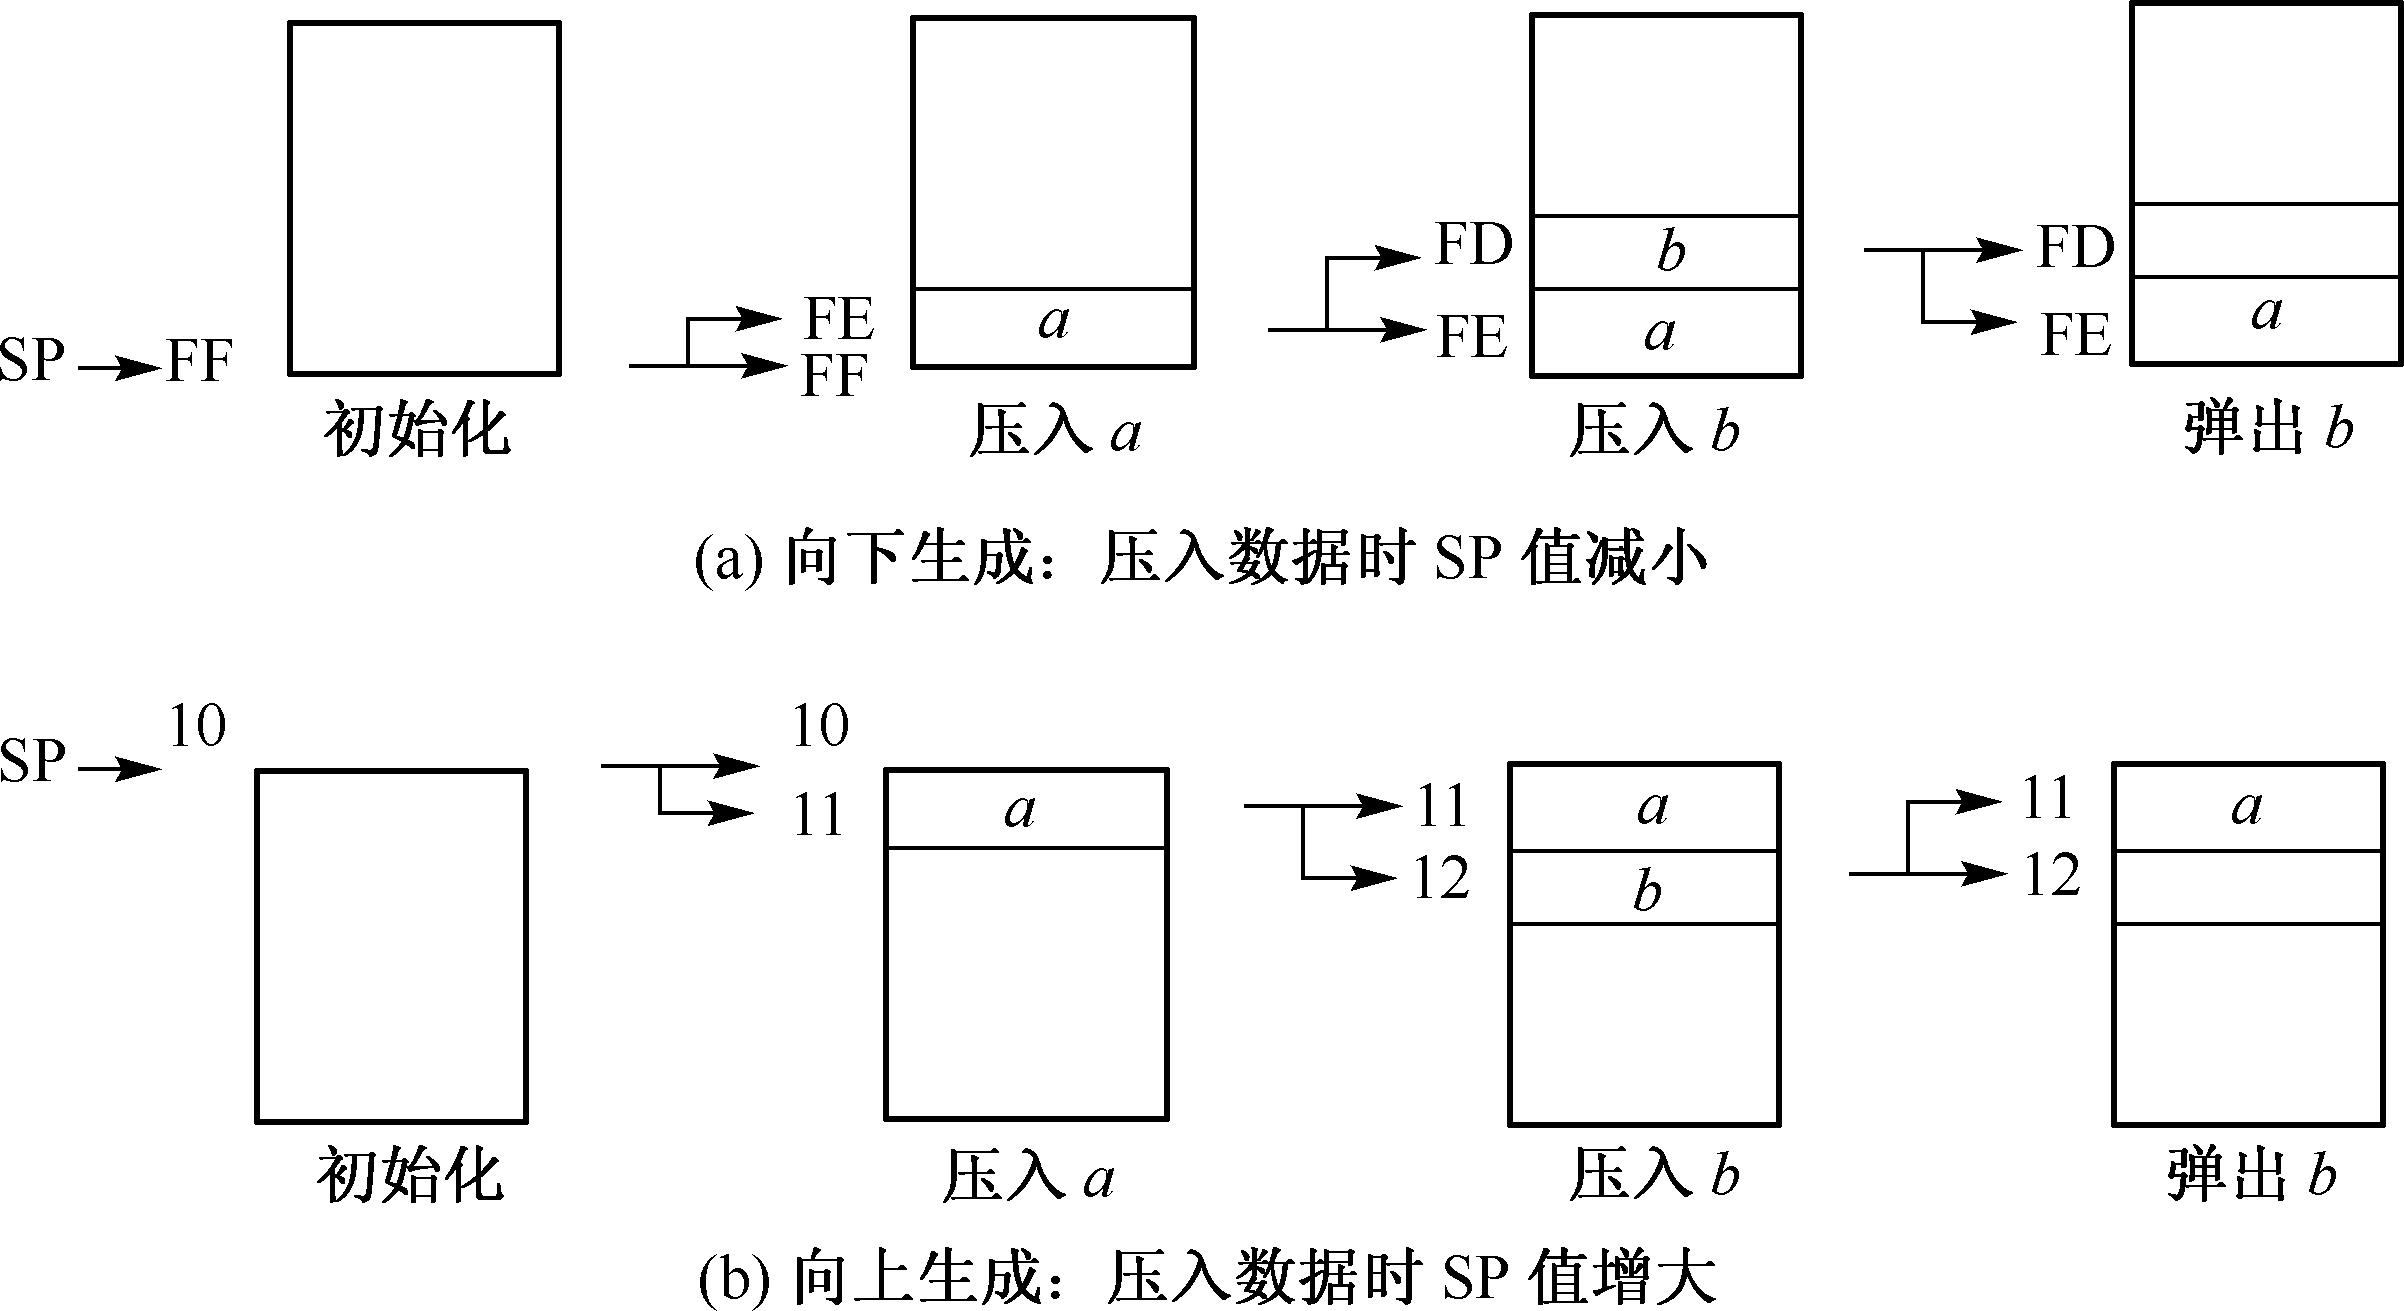 SP FF
初始化
FE
FF
a
压入 a
FD
FE
b
a
压入 b
FD
FE
a
弹出 b
(a) 向下生成：压入数据时 SP 值减小
SP 10
初始化
10
11
a
压入 a
11
12
a
b
压入 b
11
12
a
弹出 b
(b) 向上生成：压入数据时 SP 值增大